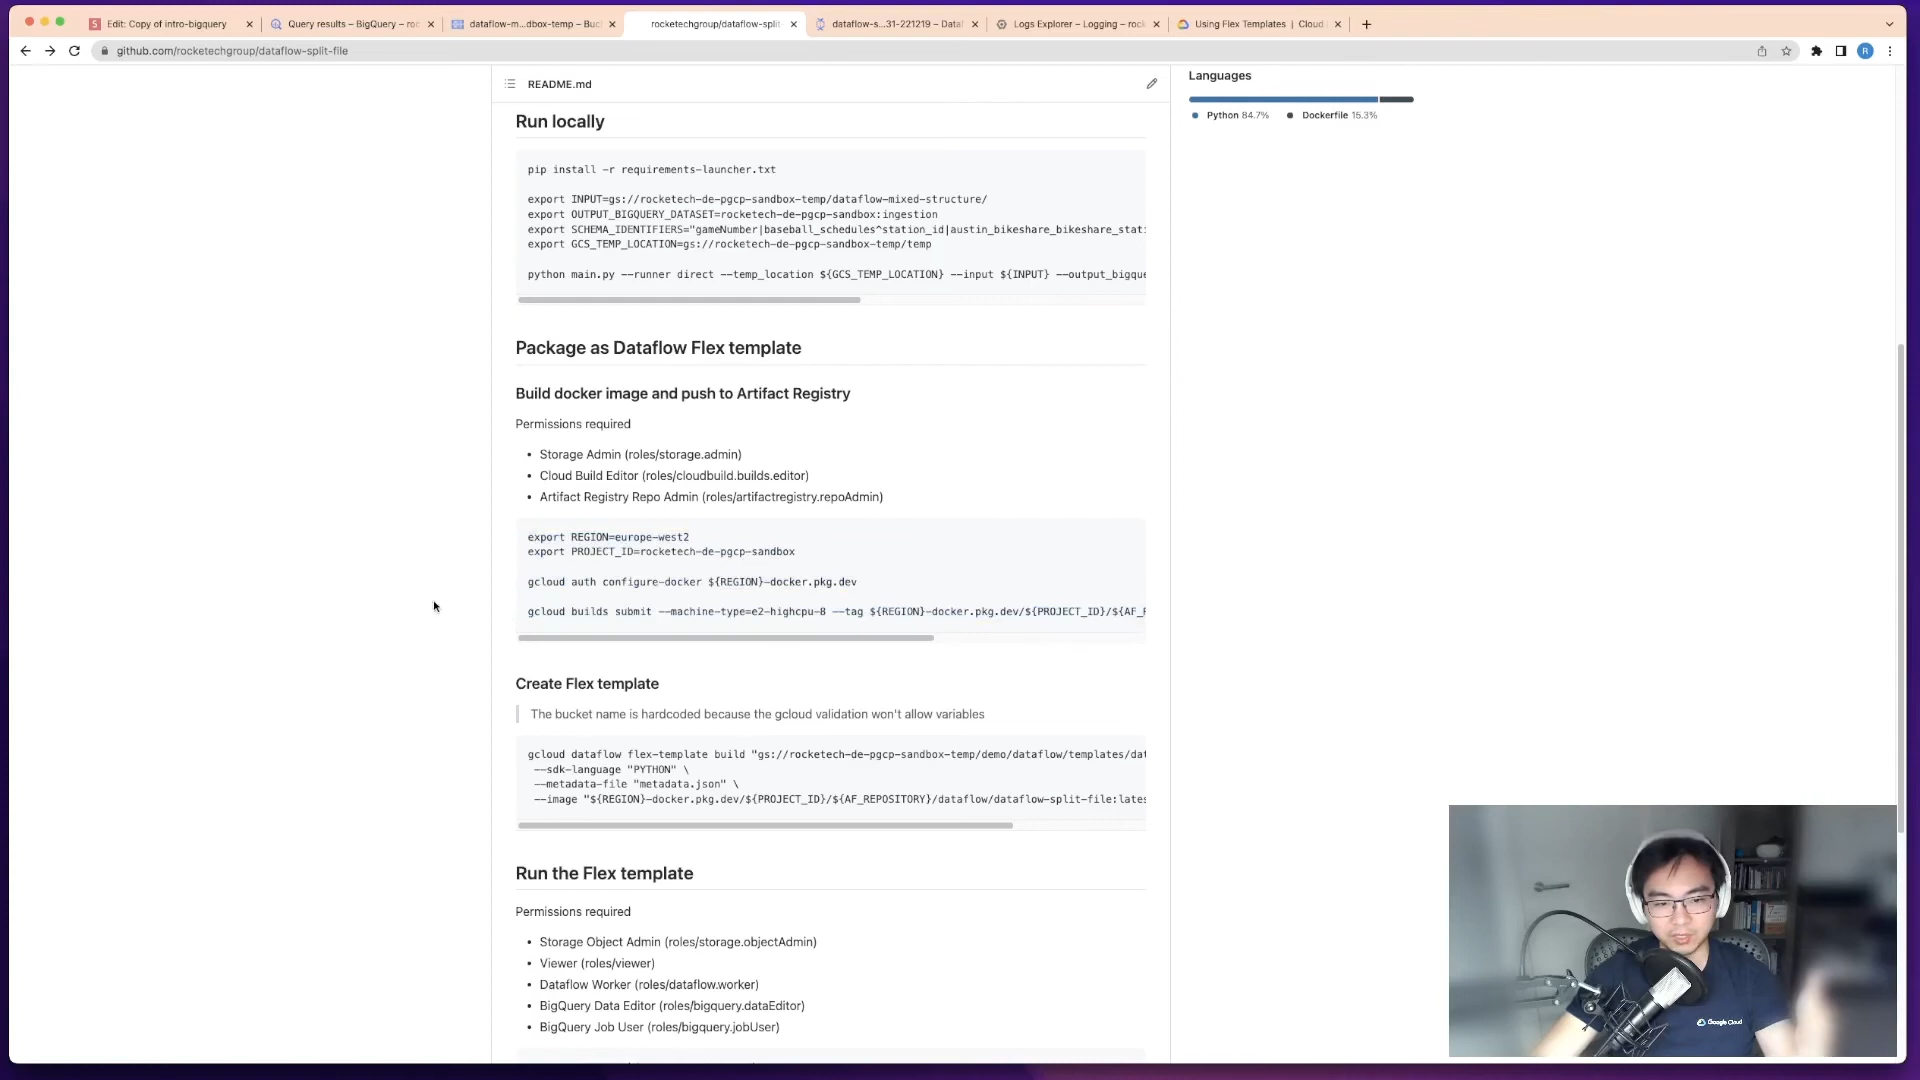 Edit: Copy of intro-bigquery
Query results – BigQuery – roc
dataflow-m...dbox-temp – Buc
rocketechgroup/dataflow-split
dataflow-s...31-221219 – Dataf
Logs Explorer – Logging – rock
Using Flex Templates | Cloud
github.com/rocketechgroup/dataflow-split-file
R
README.md
Languages
Python 84.7%
Dockerfile 15.3%
Run locally
pip install -r requirements-launcher.txt
export INPUT=gs://rocketech-de-pgcp-sandbox-temp/dataflow-mixed-structure/
export OUTPUT_BIGQUERY_DATASET=rocketech-de-pgcp-sandbox:ingestion
export SCHEMA_IDENTIFIERS="gameNumber|baseball_schedules^station_id|austin_bikeshare_bikeshare_stati
export GCS_TEMP_LOCATION=gs://rocketech-de-pgcp-sandbox-temp/temp
python main.py --runner direct --temp_location ${GCS_TEMP_LOCATION} --input ${INPUT} --output_bigque
Package as Dataflow Flex template
Build docker image and push to Artifact Registry
Permissions required
• Storage Admin (roles/storage.admin)
• Cloud Build Editor (roles/cloudbuild.builds.editor)
• Artifact Registry Repo Admin (roles/artifactregistry.repoAdmin)
export REGION=europe-west2
export PROJECT_ID=rocketech-de-pgcp-sandbox
gcloud auth configure-docker ${REGION}-docker.pkg.dev
gcloud builds submit --machine-type=e2-highcpu-8 --tag ${REGION}-docker.pkg.dev/${PROJECT_ID}/${AF_R
Create Flex template
The bucket name is hardcoded because the gcloud validation won't allow variables
gcloud dataflow flex-template build "gs://rocketech-de-pgcp-sandbox-temp/demo/dataflow/templates/dat
--sdk-language "PYTHON" \
--metadata-file "metadata.json" \
--image "${REGION}-docker.pkg.dev/${PROJECT_ID}/${AF_REPOSITORY}/dataflow/dataflow-split-file:lates
Run the Flex template
Permissions required
• Storage Object Admin (roles/storage.objectAdmin)
• Viewer (roles/viewer)
• Dataflow Worker (roles/dataflow.worker)
• BigQuery Data Editor (roles/bigquery.dataEditor)
• BigQuery Job User (roles/bigquery.jobUser)
Google Cloud